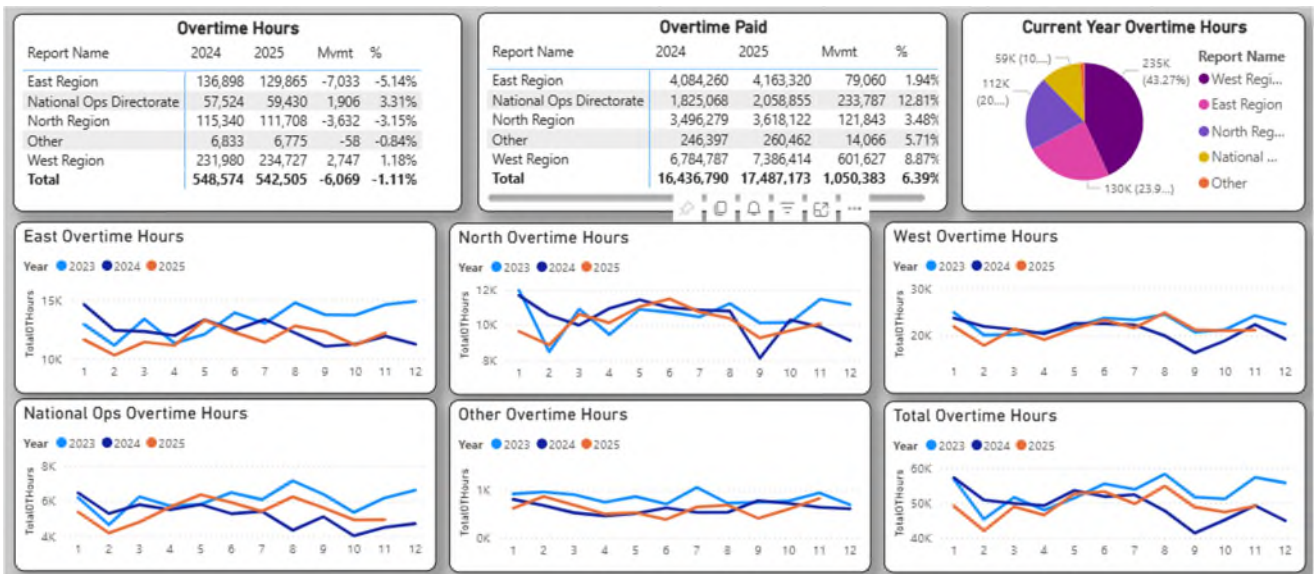 Overtime Hours
Report Name 2024 2025 Mvmt %
East Region 136,898 129,865 -7,033 -5.14%
National Ops Directorate 57,524 59,430 1,906 3.31%
North Region 115,340 111,708 -3,632 -3.15%
Other 6,833 6,775 -58 -0.84%
West Region 231,980 234,727 2,747 1.18%
Total 548,574 542,505 -6,069 -1.11%
Overtime Paid
Report Name 2024 2025 Mvmt %
East Region 4,084,260 4,163,320 79,060 1.94%
National Ops Directorate 1,825,068 2,058,855 233,787 12.81%
North Region 3,496,279 3,618,122 121,843 3.48%
Other 246,397 260,462 14,066 5.71%
West Region 6,784,787 7,386,414 601,627 8.87%
Total 16,436,790 17,487,173 1,050,383 6.39%
Current Year Overtime Hours
59K (10,...)
112K
(20,...)
235K
(43.27%)
130K (23.9...)
Report Name
West Regi...
East Region
North Reg...
National ...
Other
East Overtime Hours
Year 2023 2024 2025
TotalOTHours
15K
10K
1 2 3 4 5 6 7 8 9 10 11 12
North Overtime Hours
Year 2023 2024 2025
TotalOTHours
12K
10K
8K
1 2 3 4 5 6 7 8 9 10 11 12
West Overtime Hours
Year 2023 2024 2025
TotalOTHours
30K
20K
1 2 3 4 5 6 7 8 9 10 11 12
National Ops Overtime Hours
Year 2023 2024 2025
TotalOTHours
8K
6K
4K
1 2 3 4 5 6 7 8 9 10 11 12
Other Overtime Hours
Year 2023 2024 2025
TotalOTHours
1K
0K
1 2 3 4 5 6 7 8 9 10 11 12
Total Overtime Hours
Year 2023 2024 2025
TotalOTHours
60K
50K
40K
1 2 3 4 5 6 7 8 9 10 11 12